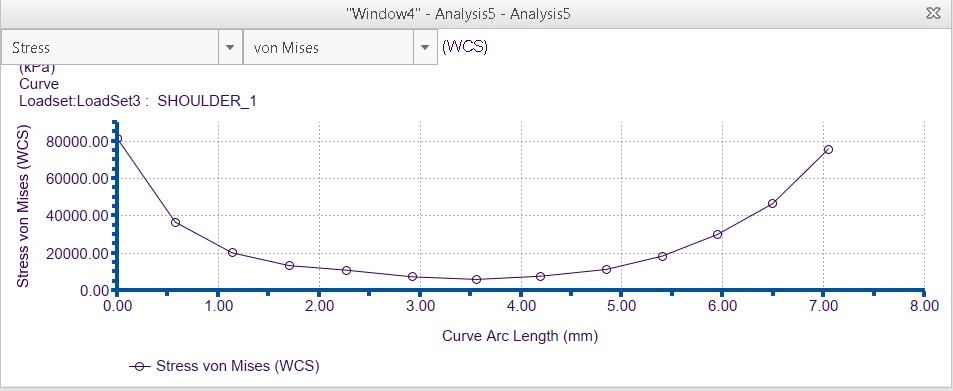 "Window4" - Analysis5 - Analysis5
Stress von Mises (WCS)
(kPa)
Curve
Loadset:LoadSet3 : SHOULDER_1
Stress von Mises (WCS)
80000.00
60000.00
40000.00
20000.00
0.00
0.00 1.00 2.00 3.00 4.00 5.00 6.00 7.00 8.00
Curve Arc Length (mm)
Stress von Mises (WCS)